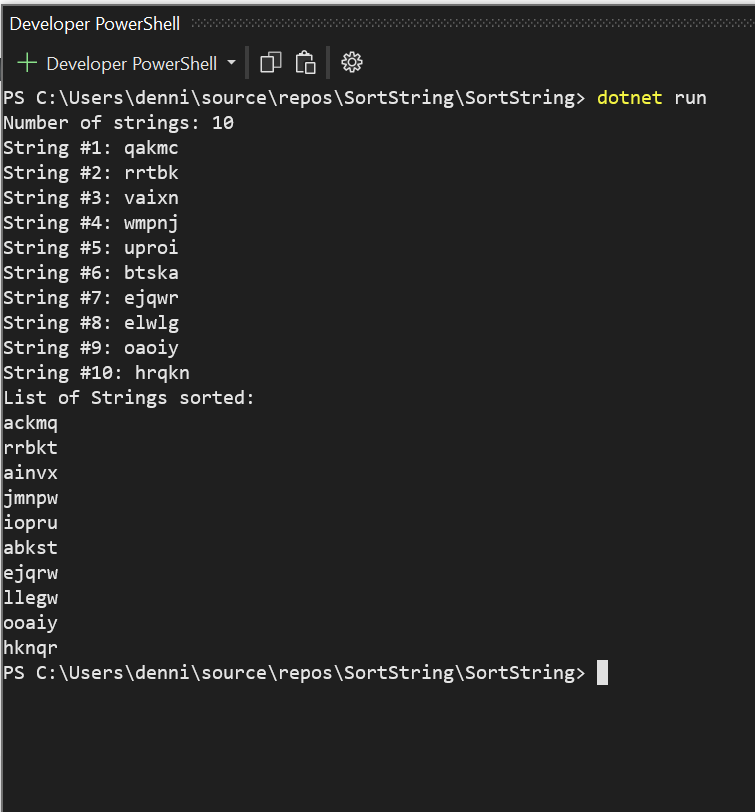 Developer PowerShell
Developer PowerShell
PS C:\Users\denni\source\repos\SortString\SortString> dotnet run
Number of strings: 10
String #1: qakmc
String #2: rrtbk
String #3: vaixn
String #4: wmpnj
String #5: uproi
String #6: btska
String #7: ejqwr
String #8: elwlg
String #9: oaoiy
String #10: hrqkn
List of Strings sorted:
ackmq
rrbkt
ainvx
jmnpw
iopru
abkst
ejqrw
llegw
ooaiy
hknqr
PS C:\Users\denni\source\repos\SortString\SortString>